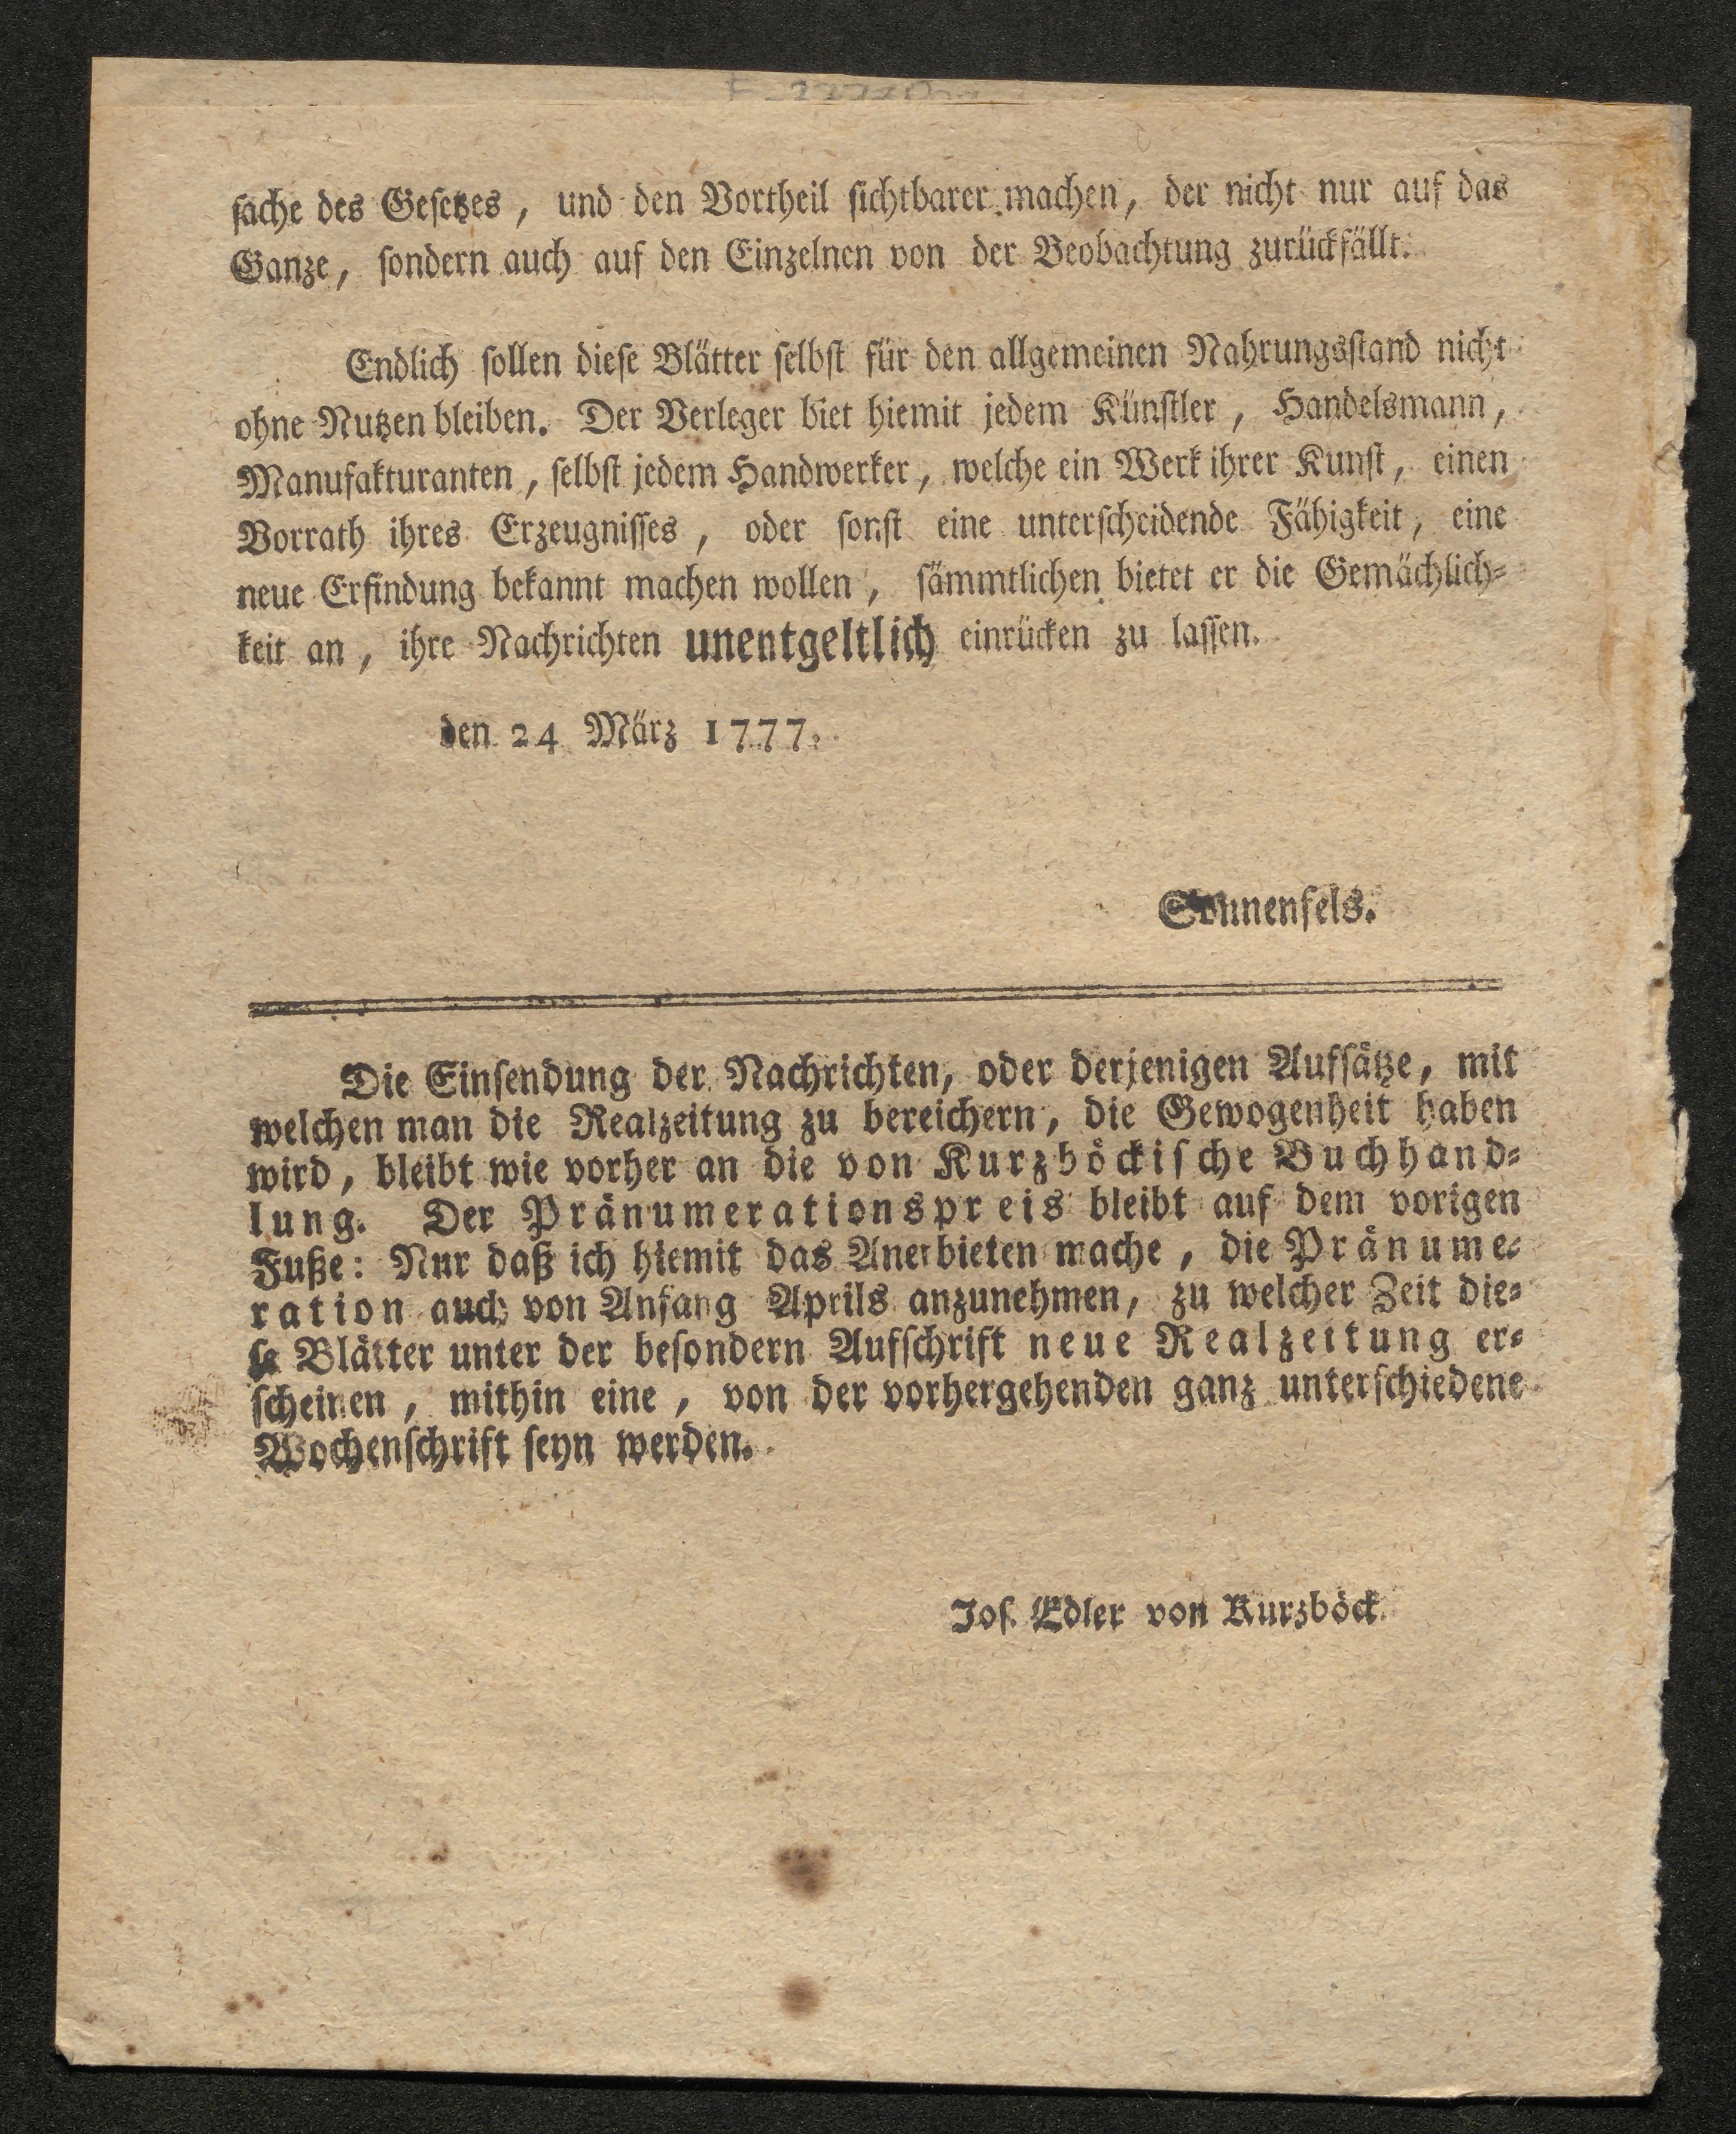 sache des Gesetzes, und den Vortheil sichtbarer machen, der nicht nur auf das
Ganze, sondern auch auf den Einzelnen von der Beobachtung zurückfällt.
Endlich sollen diese Blätter selbst für den allgemeinen Nahrungsstand nicht
ohne Nutzen bleiben. Der Verleger biet hiemit jedem Künstler, Handelsmann,
Manufakturanten, selbst jedem Handwerker, welche ein Werk ihrer Kunst, einen
Vorrath ihres Erzeugnisses, oder sonst eine unterscheidende Fähigkeit, eine
neue Erfindung bekannt machen wollen, sämmtlichen bietet er die Gemächlich-
keit an, ihre Nachrichten unentgeltlich einrücken zu lassen.
den 24 März 1777.
Sonnenfels.
Die Einsendung der Nachrichten, oder derjenigen Aufsätze, mit
welchen man die Realzeitung zu bereichern, die Gewogenheit haben
wird, bleibt wie vorher an die von Kurzböckische Buchhand-
lung. Der Pränumerationspreis bleibt auf dem vorigen
Fuße: Nur daß ich hiemit das Anerbieten mache, die Pränume-
ration auch von Anfang Aprils anzunehmen, zu welcher Zeit die-
se Blätter unter der besondern Aufschrift neue Realzeitung er-
scheinen, mithin eine, von der vorhergehenden ganz unterschiedene
Wochenschrift seyn werden.
Jos. Edler von Kurzböck.